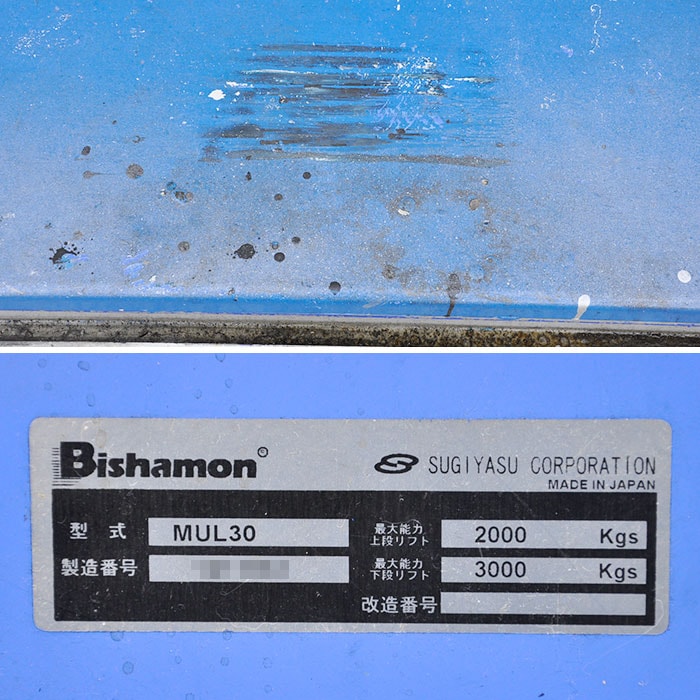 Bishamon©
SUGIYASU CORPORATION
MADE IN JAPAN
型式 MUL30
製造番号
最大能力
上段リフト 2000 Kgs
最大能力
下段リフト 3000 Kgs
改造番号